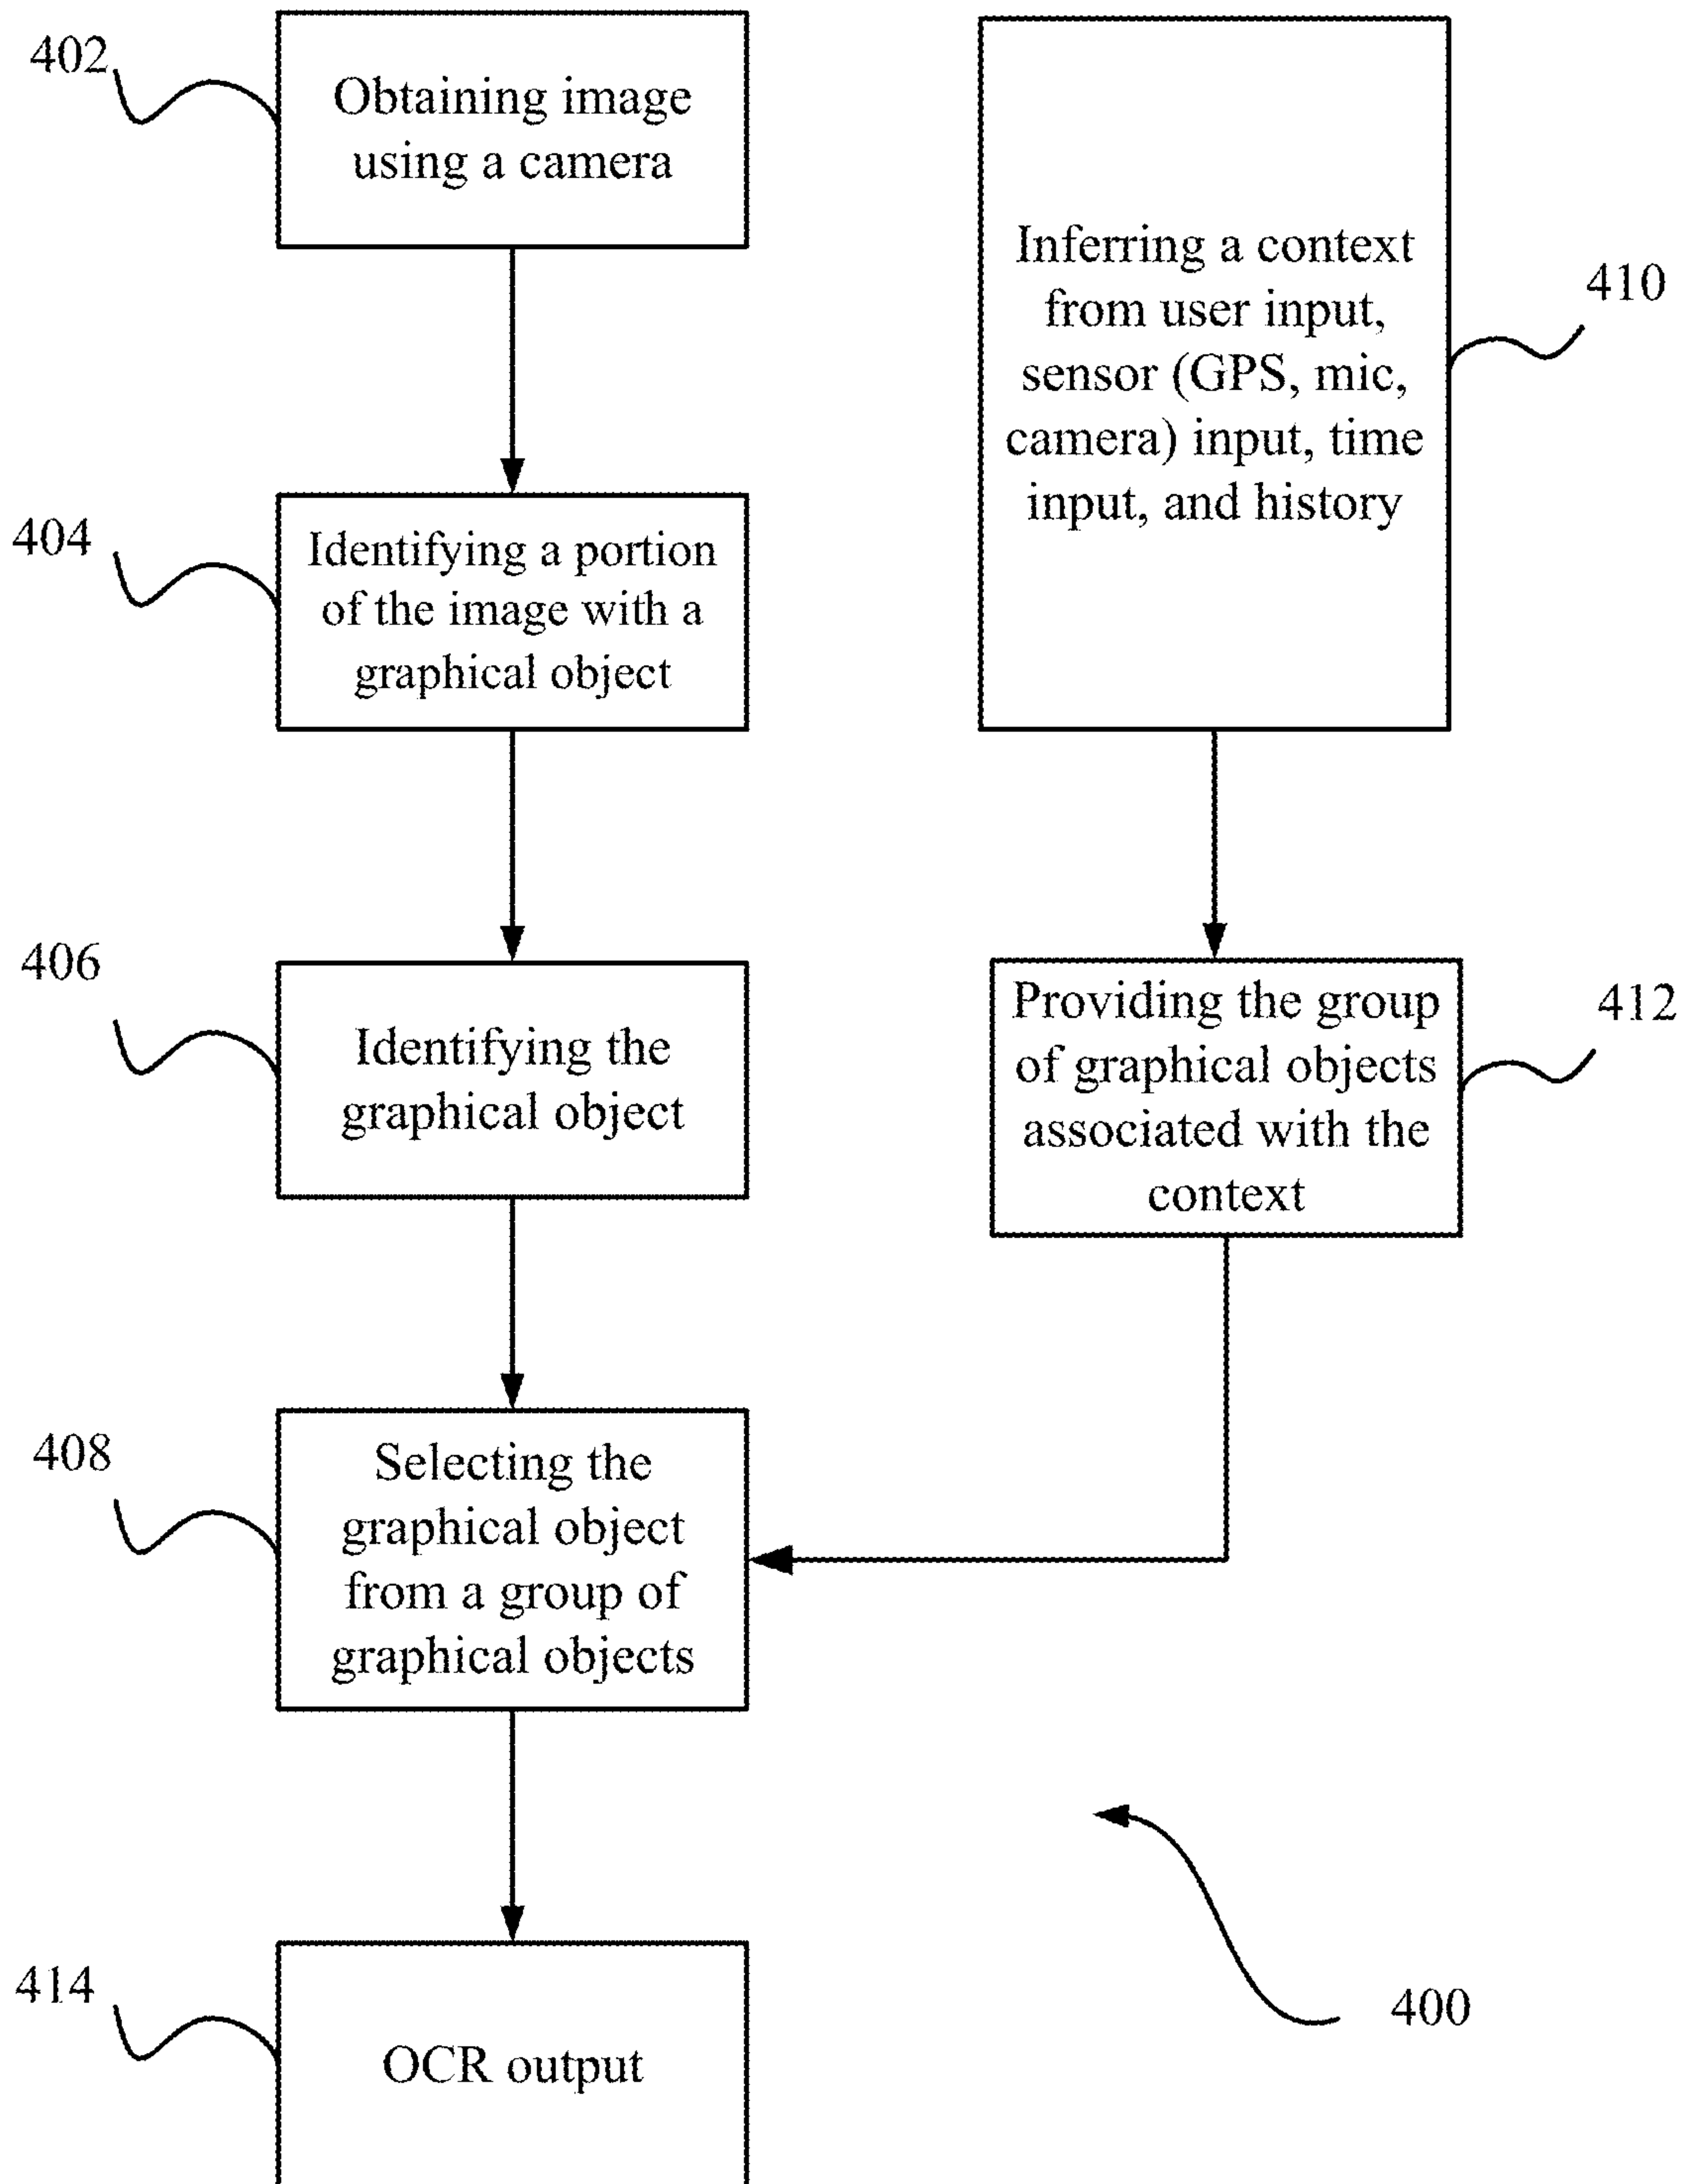 402
Obtaining image
using a camera
404
Identifying a portion
of the image with a
graphical object
406
Identifying the
graphical object
408
Selecting the
graphical object
from a group of
graphical objects
414
OCR output
Inferring a context
from user input,
sensor (GPS, mic,
camera) input, time
input, and history
410
Providing the group
of graphical objects
associated with the
context
412
400